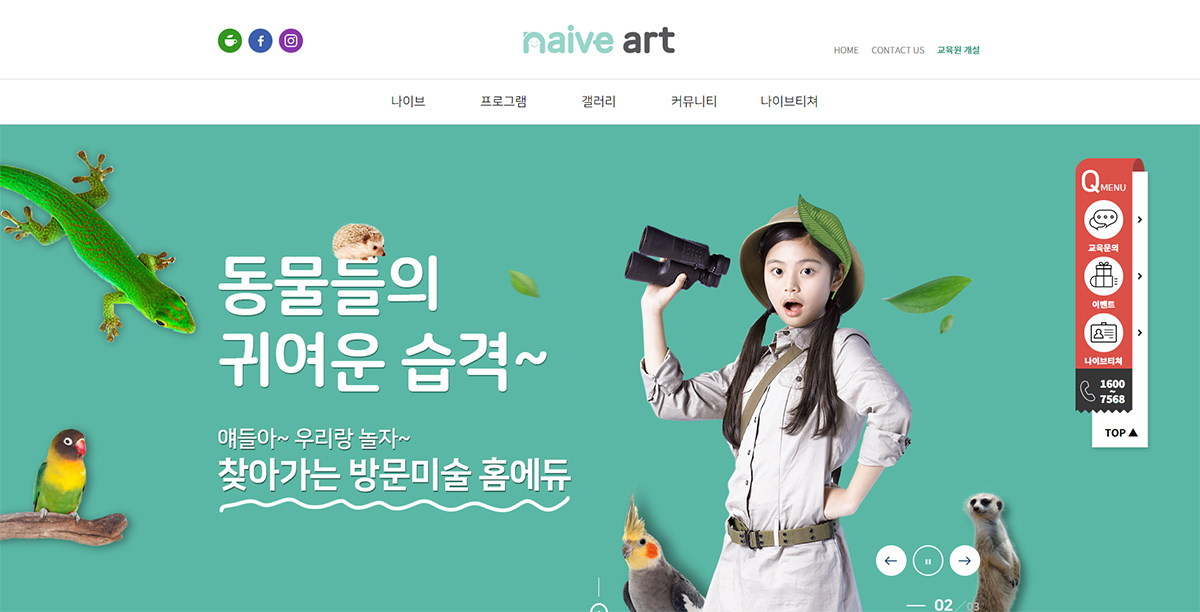 naive art
HOME CONTACT US 교육원 개설
나이브 프로그램 갤러리 커뮤니티 나이브티쳐
QMENU
교육문의
이벤트
나이브티쳐
1600
~
7568
TOP ▲
동물들의
귀여운 습격~
얘들아~ 우리랑 놀자~
찾아가는 방문미술 홈에듀
02 / 03